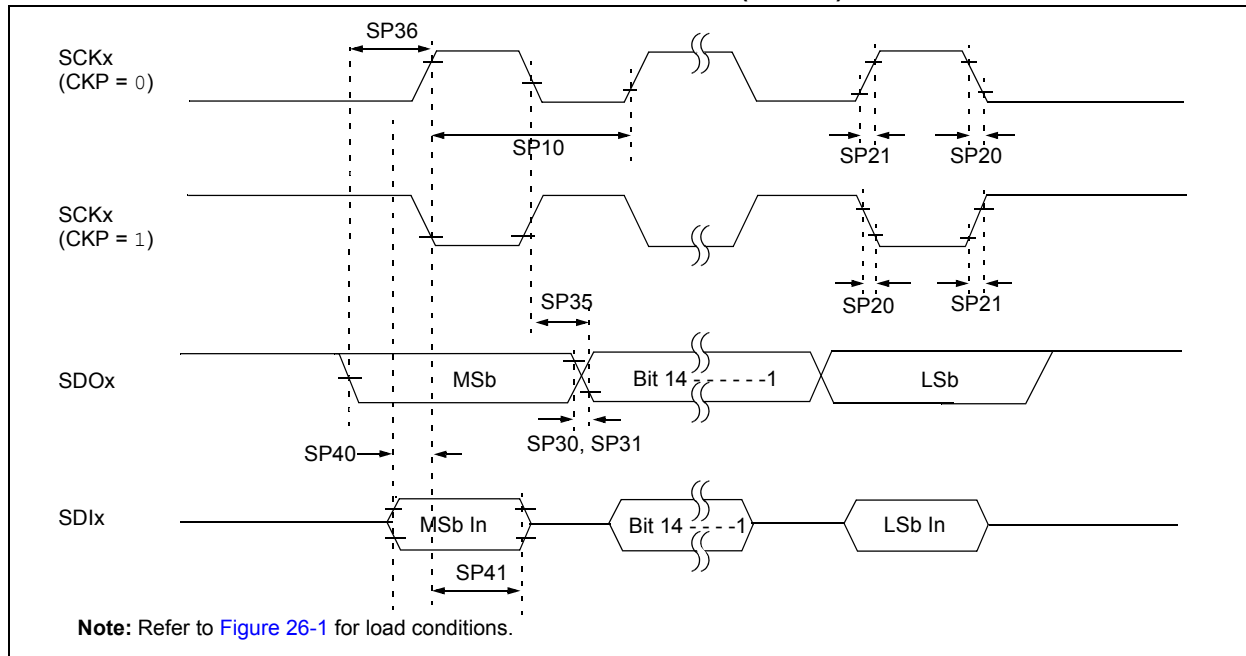 SP36
SCKx
(CKP = 0)
SP10
SP21
SP20
SCKx
(CKP = 1)
SP35
SP20
SP21
SDOx
MSb
Bit 14 - - - - - -1
LSb
SP30, SP31
SP40
SDIx
MSb In
Bit 14 - - - -1
LSb In
SP41
Note: Refer to Figure 26-1 for load conditions.